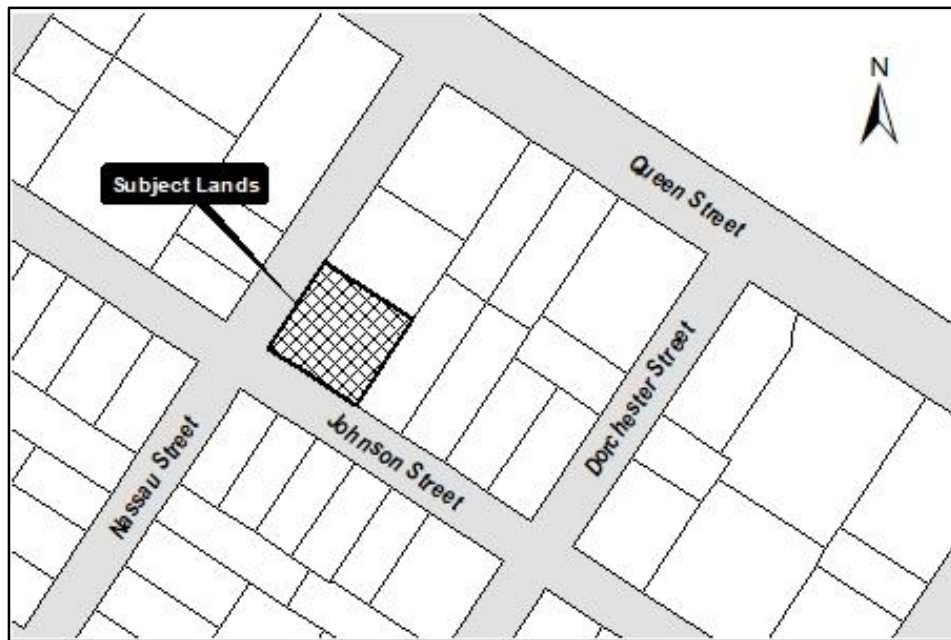 N
Queen Street
Subject Lands
Dorchester Street
Johnson Street
Nassau Street